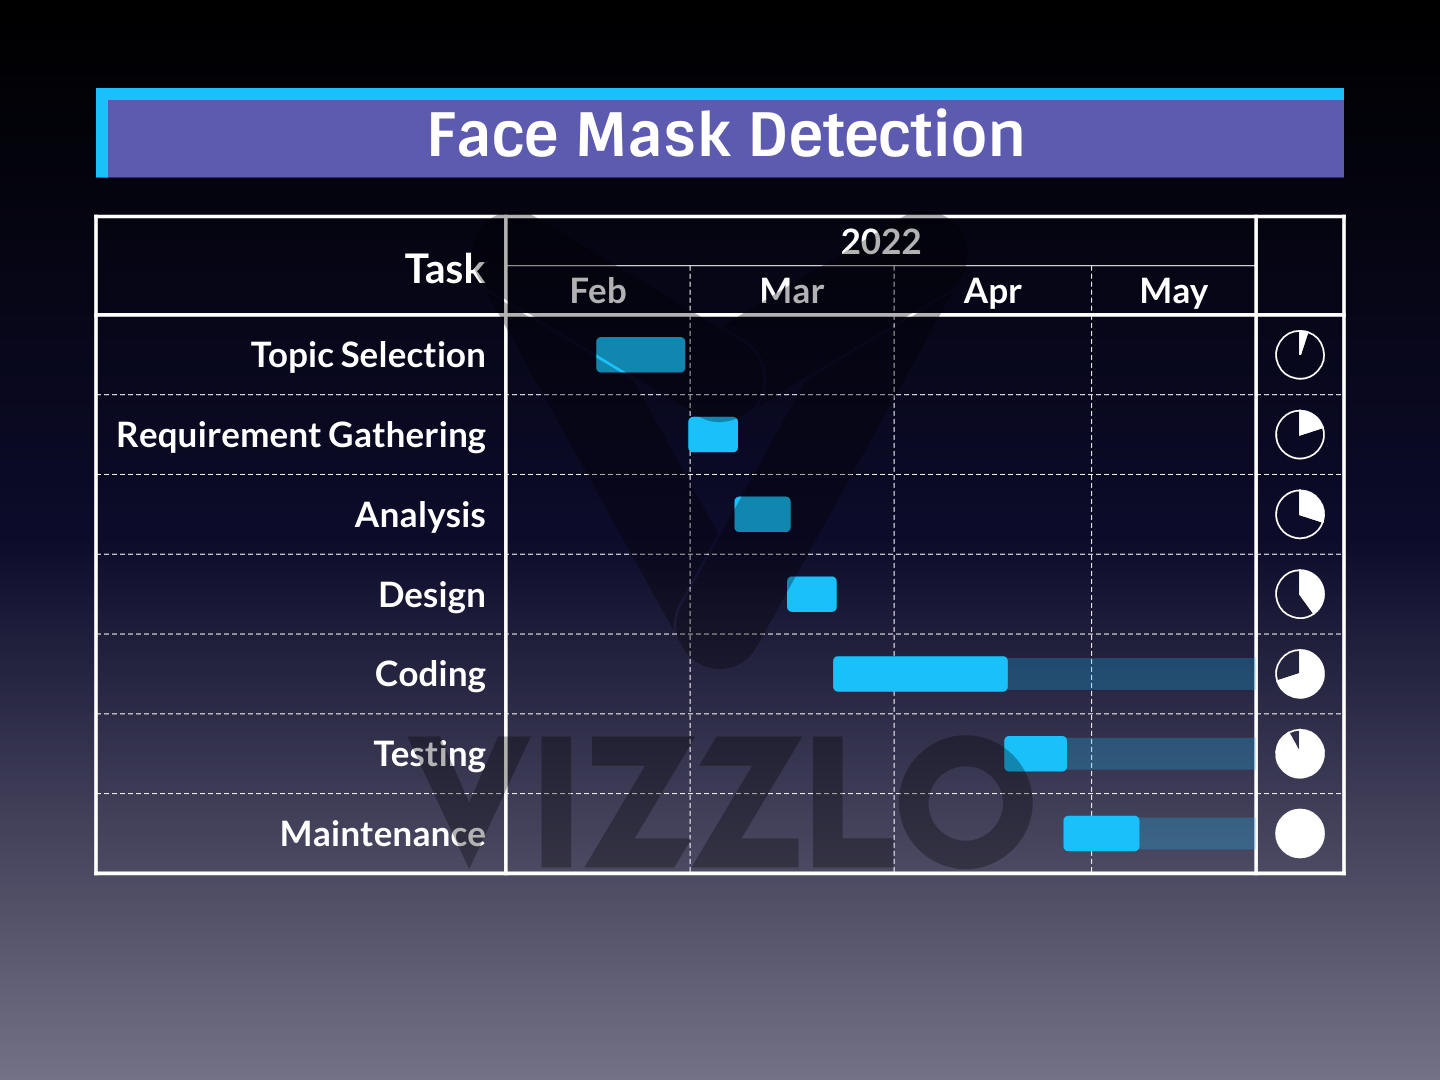 Face Mask Detection
Task
2022
Feb Mar Apr May
Topic Selection
Requirement Gathering
Analysis
Design
Coding
Testing
Maintenance
VIZZLO